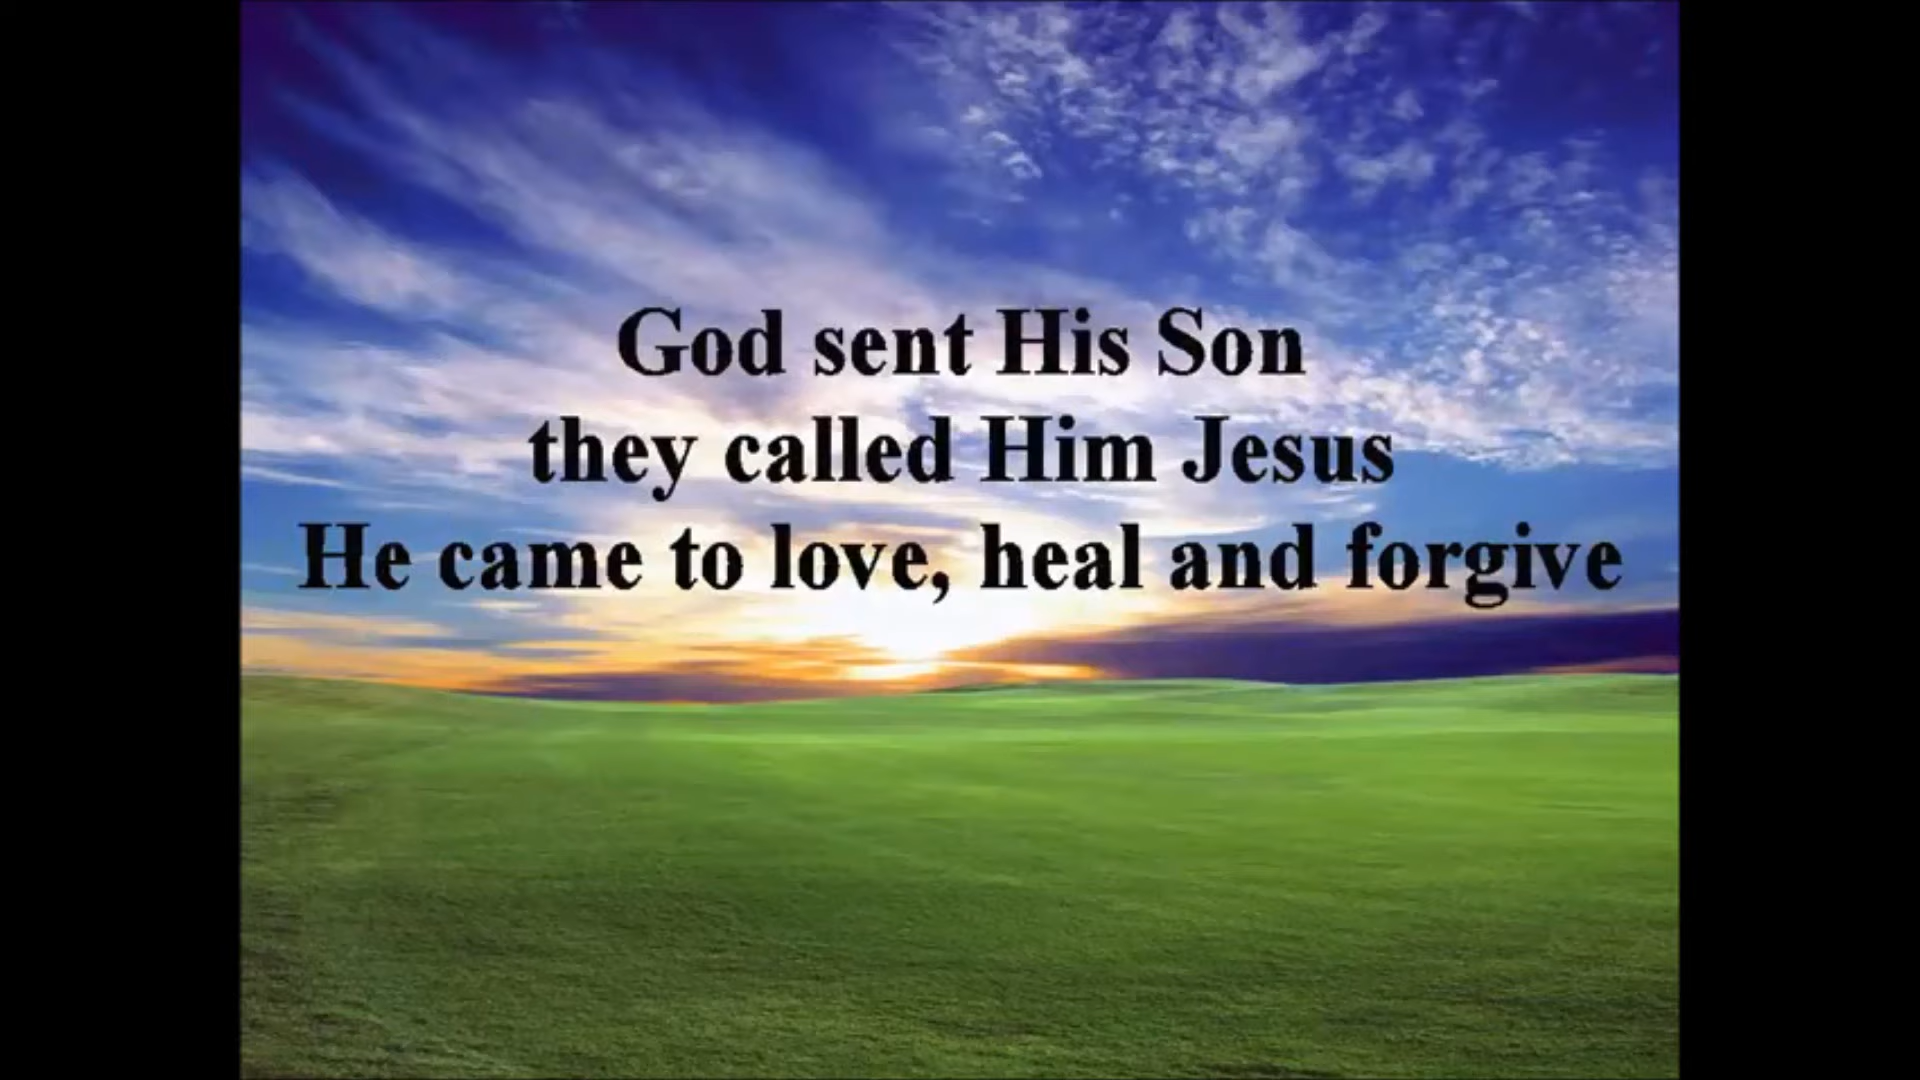 God sent His Son
they called Him Jesus
He came to love, heal and forgive